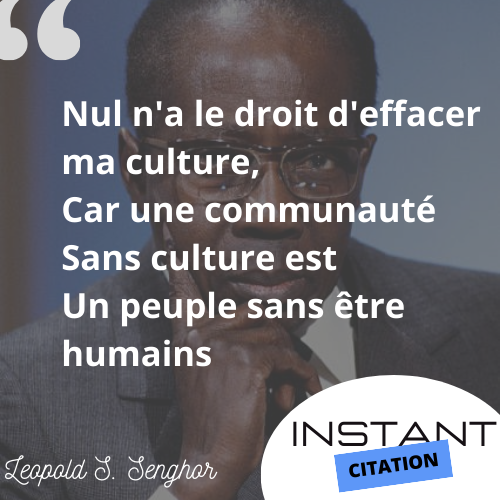 “
Nul n'a le droit d'effacer
ma culture,
Car une communauté
Sans culture est
Un peuple sans être
humains
INSTANT
CITATION
Leopold S. Senghor